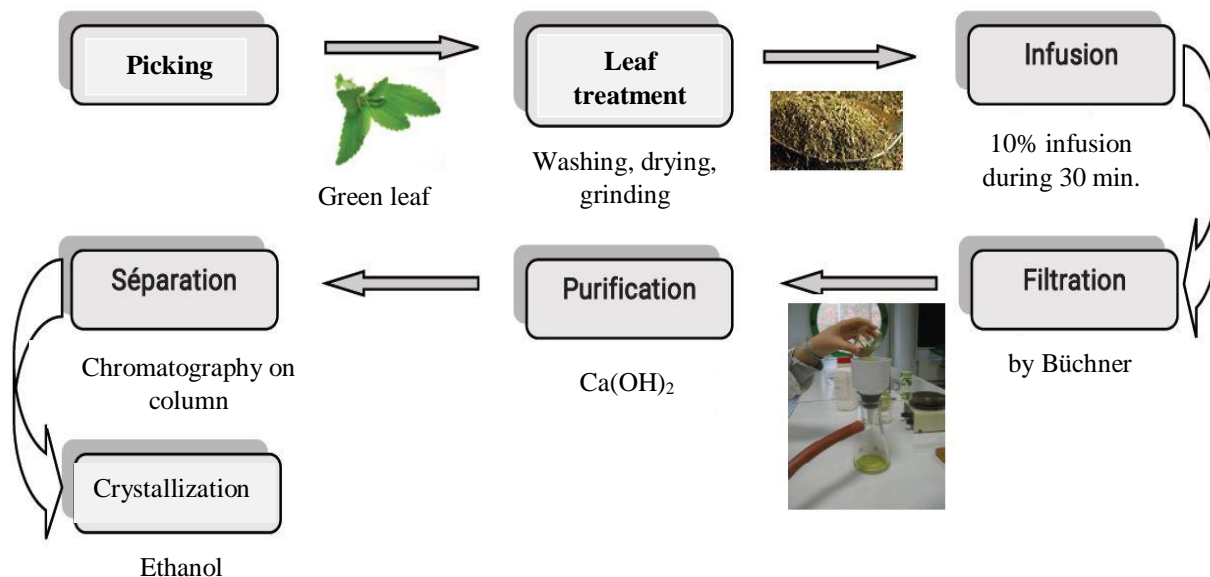 Picking
Green leaf
Leaf
treatment
Washing, drying,
grinding
Infusion
10% infusion
during 30 min.
Filtration
by Büchner
Purification
Ca(OH)₂
Séparation
Chromatography on
column
Crystallization
Ethanol